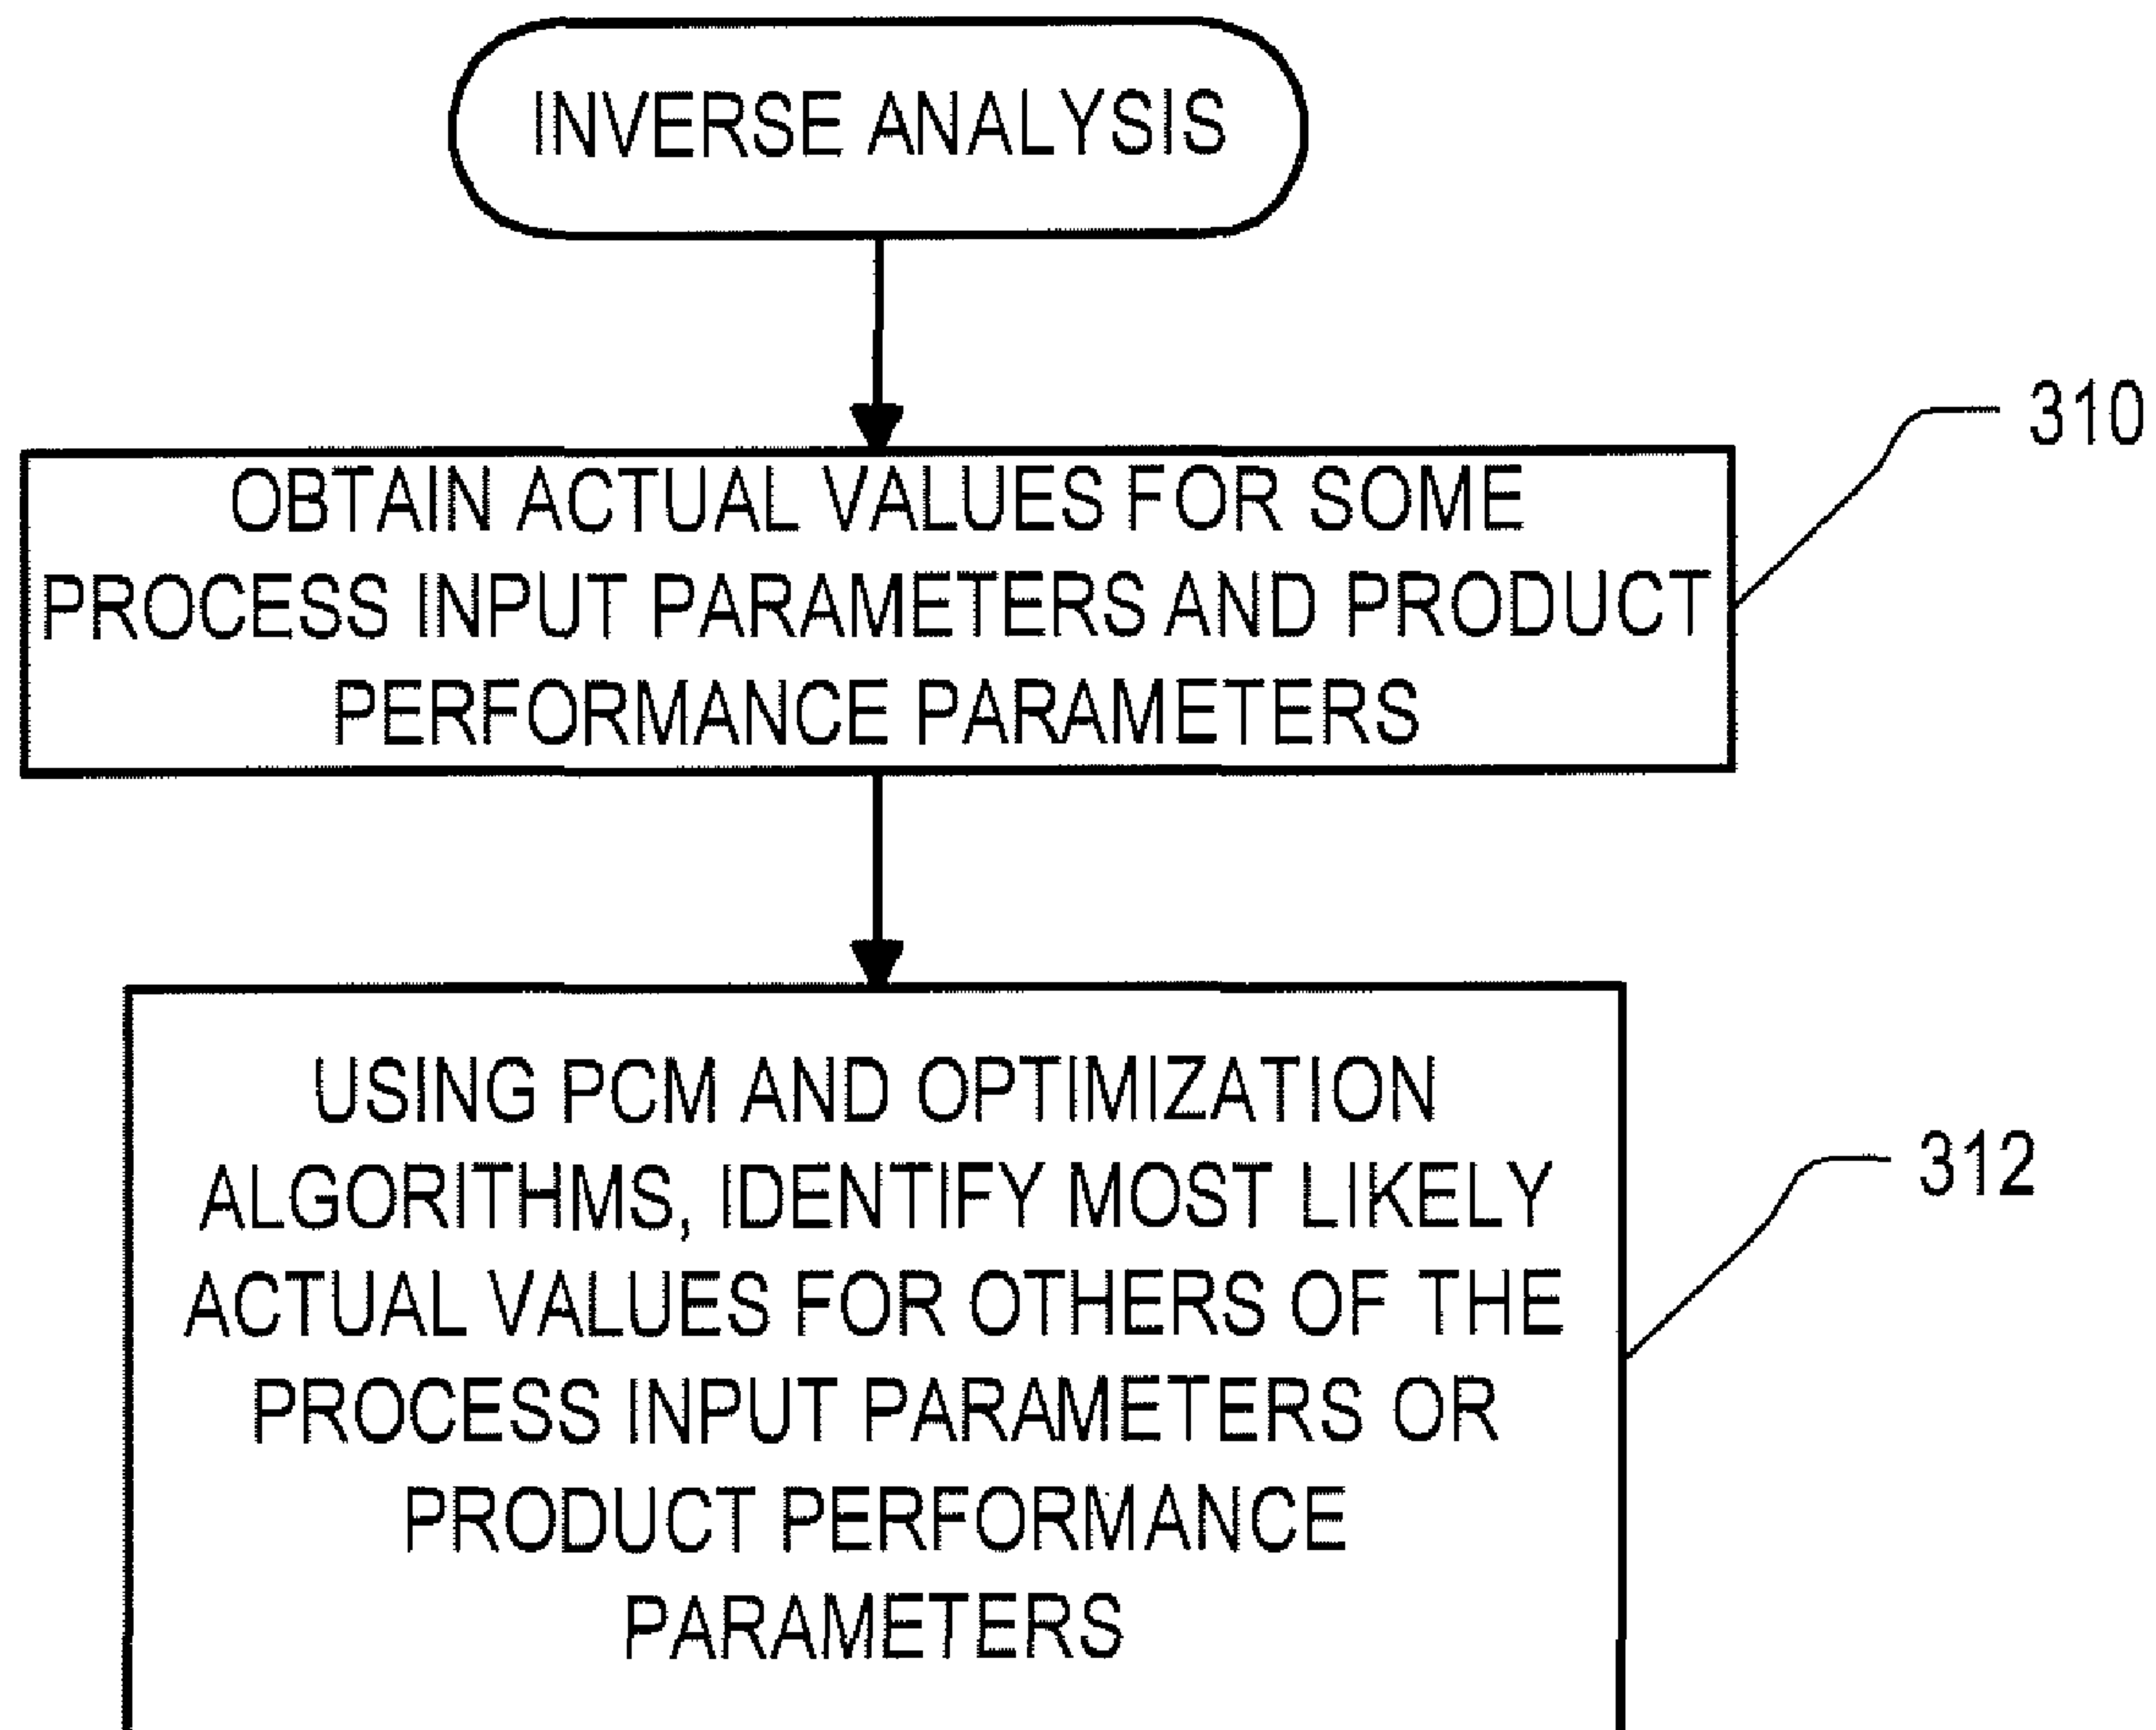 INVERSE ANALYSIS
310
OBTAIN ACTUAL VALUES FOR SOME
PROCESS INPUT PARAMETERS AND PRODUCT
PERFORMANCE PARAMETERS
USING PCM AND OPTIMIZATION
ALGORITHMS, IDENTIFY MOST LIKELY
312
ACTUAL VALUES FOR OTHERS OF THE
PROCESS INPUT PARAMETERS OR
PRODUCT PERFORMANCE
PARAMETERS